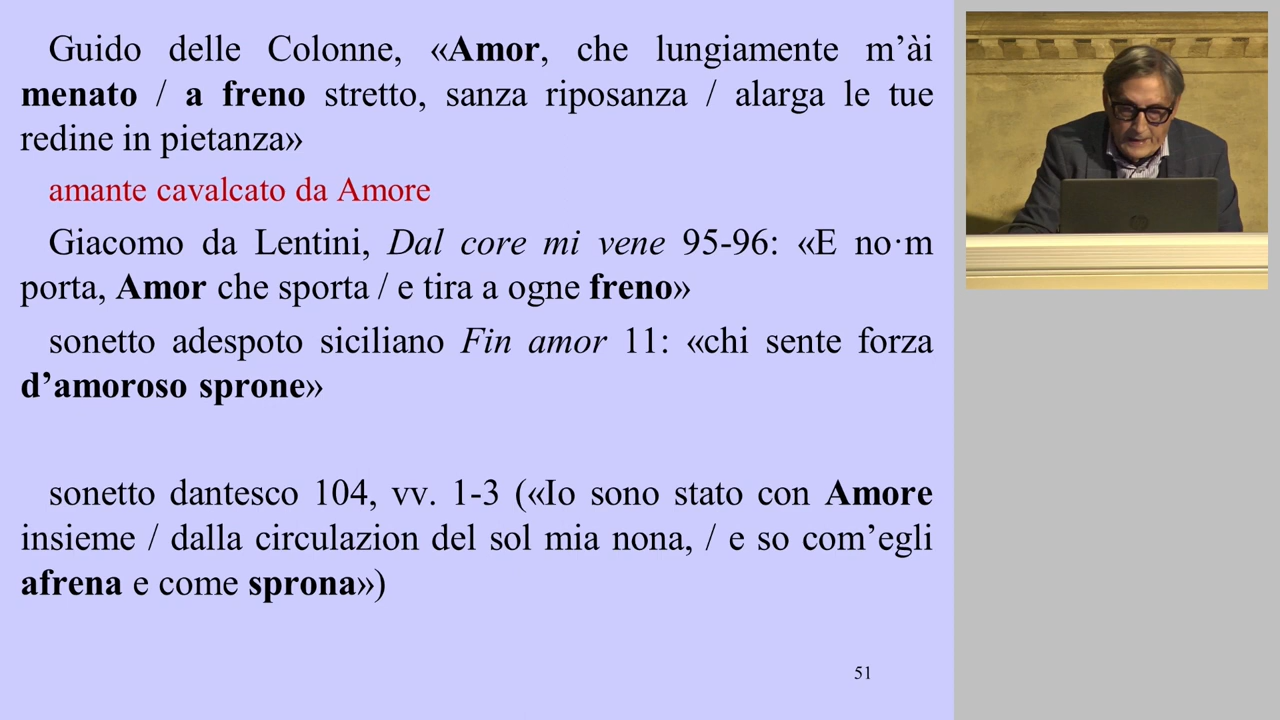 Guido delle Colonne, «Amor, che lungiamente m’ài
menato / a freno stretto, sanza riposanza / alarga le tue
redine in pietanza»
amante cavalcato da Amore
Giacomo da Lentini, Dal core mi vene 95-96: «E no·m
porta, Amor che sporta / e tira a ogne freno»
sonetto adespoto siciliano Fin amor 11: «chi sente forza
d’amoroso sprone»
sonetto dantesco 104, vv. 1-3 («Io sono stato con Amore
insieme / dalla circulazion del sol mia nona, / e so com’egli
afrena e come sprona»)
51